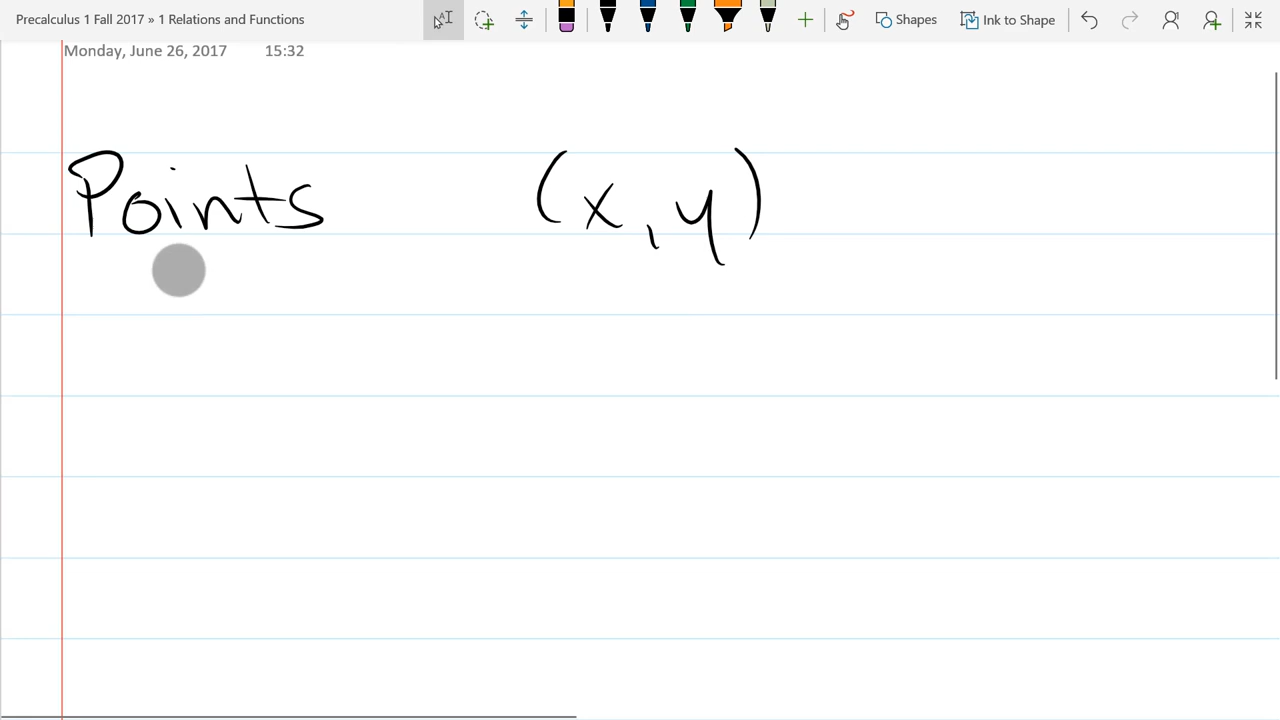 Precalculus 1 Fall 2017 » 1 Relations and Functions
Shapes
Ink to Shape
Monday, June 26, 2017 15:32
Points (x, y)